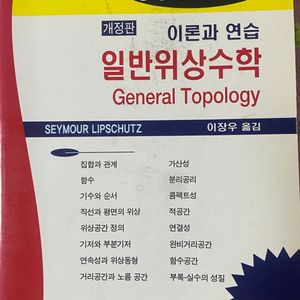 개정판
이론과 연습
일반위상수학
General Topology
SEYMOUR LIPSCHUTZ
이장우 옮김
집합과 관계
함수
기수와 순서
직선과 평면의 위상
위상공간 정의
기저와 부분기저
연속성과 위상동형
거리공간과 노름 공간
가산성
분리공리
콤팩트성
적공간
연결성
완비거리공간
함수공간
부록-실수의 성질